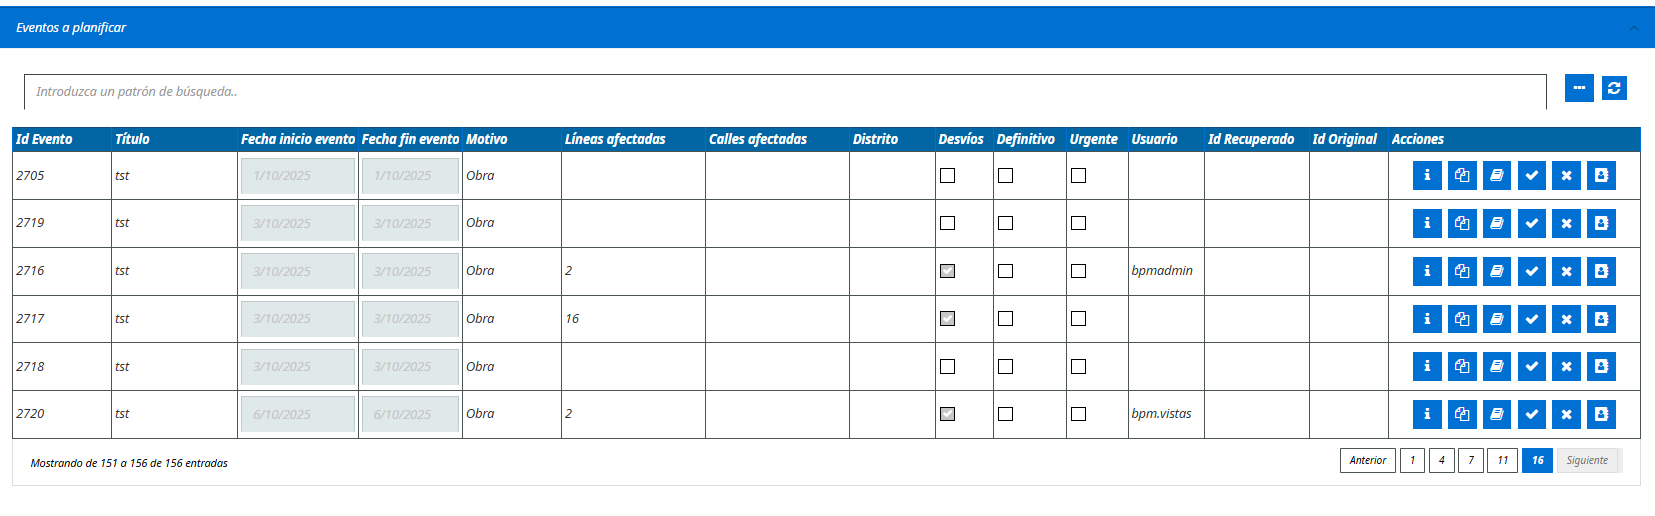 Eventos a planificar
Introduzca un patrón de búsqueda..
Id Evento Título Fecha inicio evento Fecha fin evento Motivo Líneas afectadas Calles afectadas Distrito Desvíos Definitivo Urgente Usuario Id Recuperado Id Original Acciones
2705 tst 1/10/2025 1/10/2025 Obra
2719 tst 3/10/2025 3/10/2025 Obra
2716 tst 3/10/2025 3/10/2025 Obra 2 bpmadmin
2717 tst 3/10/2025 3/10/2025 Obra 16
2718 tst 3/10/2025 3/10/2025 Obra
2720 tst 6/10/2025 6/10/2025 Obra 2 bpm.vistas
Mostrando de 151 a 156 de 156 entradas Anterior 1 4 7 11 16 Siguiente